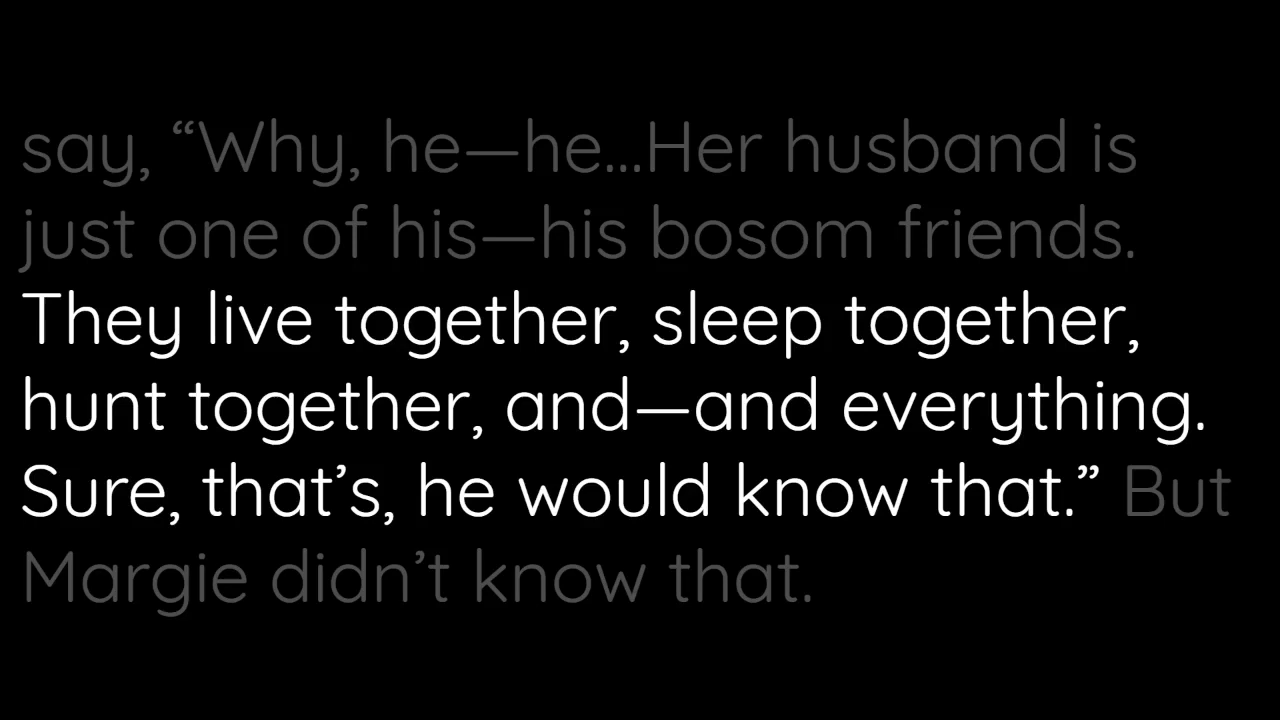 say, “Why, he—he...Her husband is
just one of his—his bosom friends.
They live together, sleep together,
hunt together, and—and everything.
Sure, that’s, he would know that.” But
Margie didn’t know that.